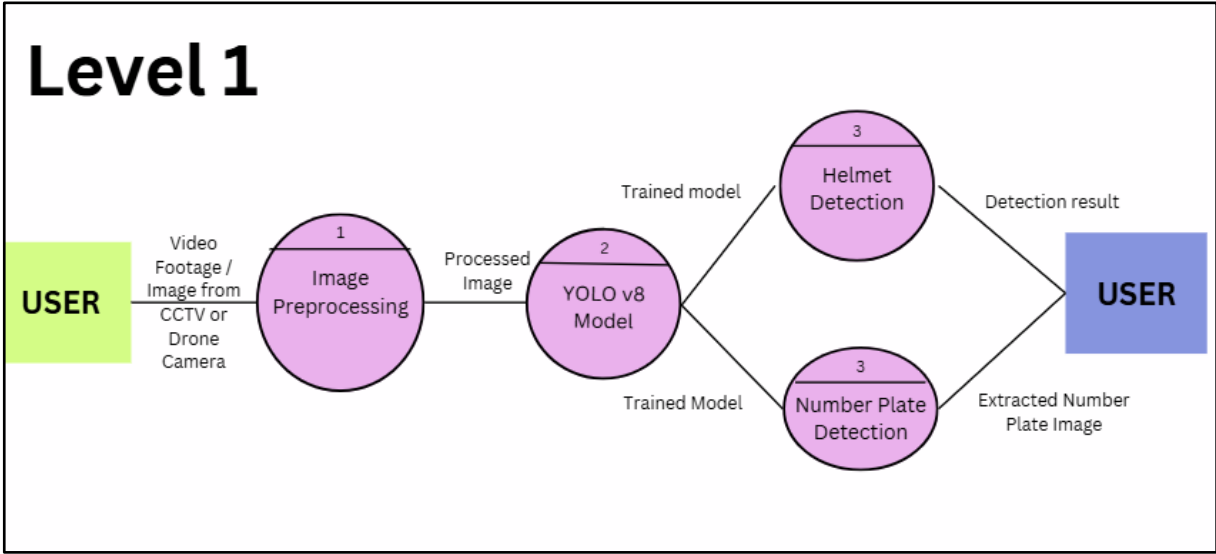 Level 1
USER
Video
Footage /
Image from
CCTV or
Drone
Camera
1
Image
Preprocessing
Processed
Image
2
YOLO v8
Model
Trained model
3
Helmet
Detection
Detection result
Trained Model
3
Number Plate
Detection
Extracted Number
Plate Image
USER